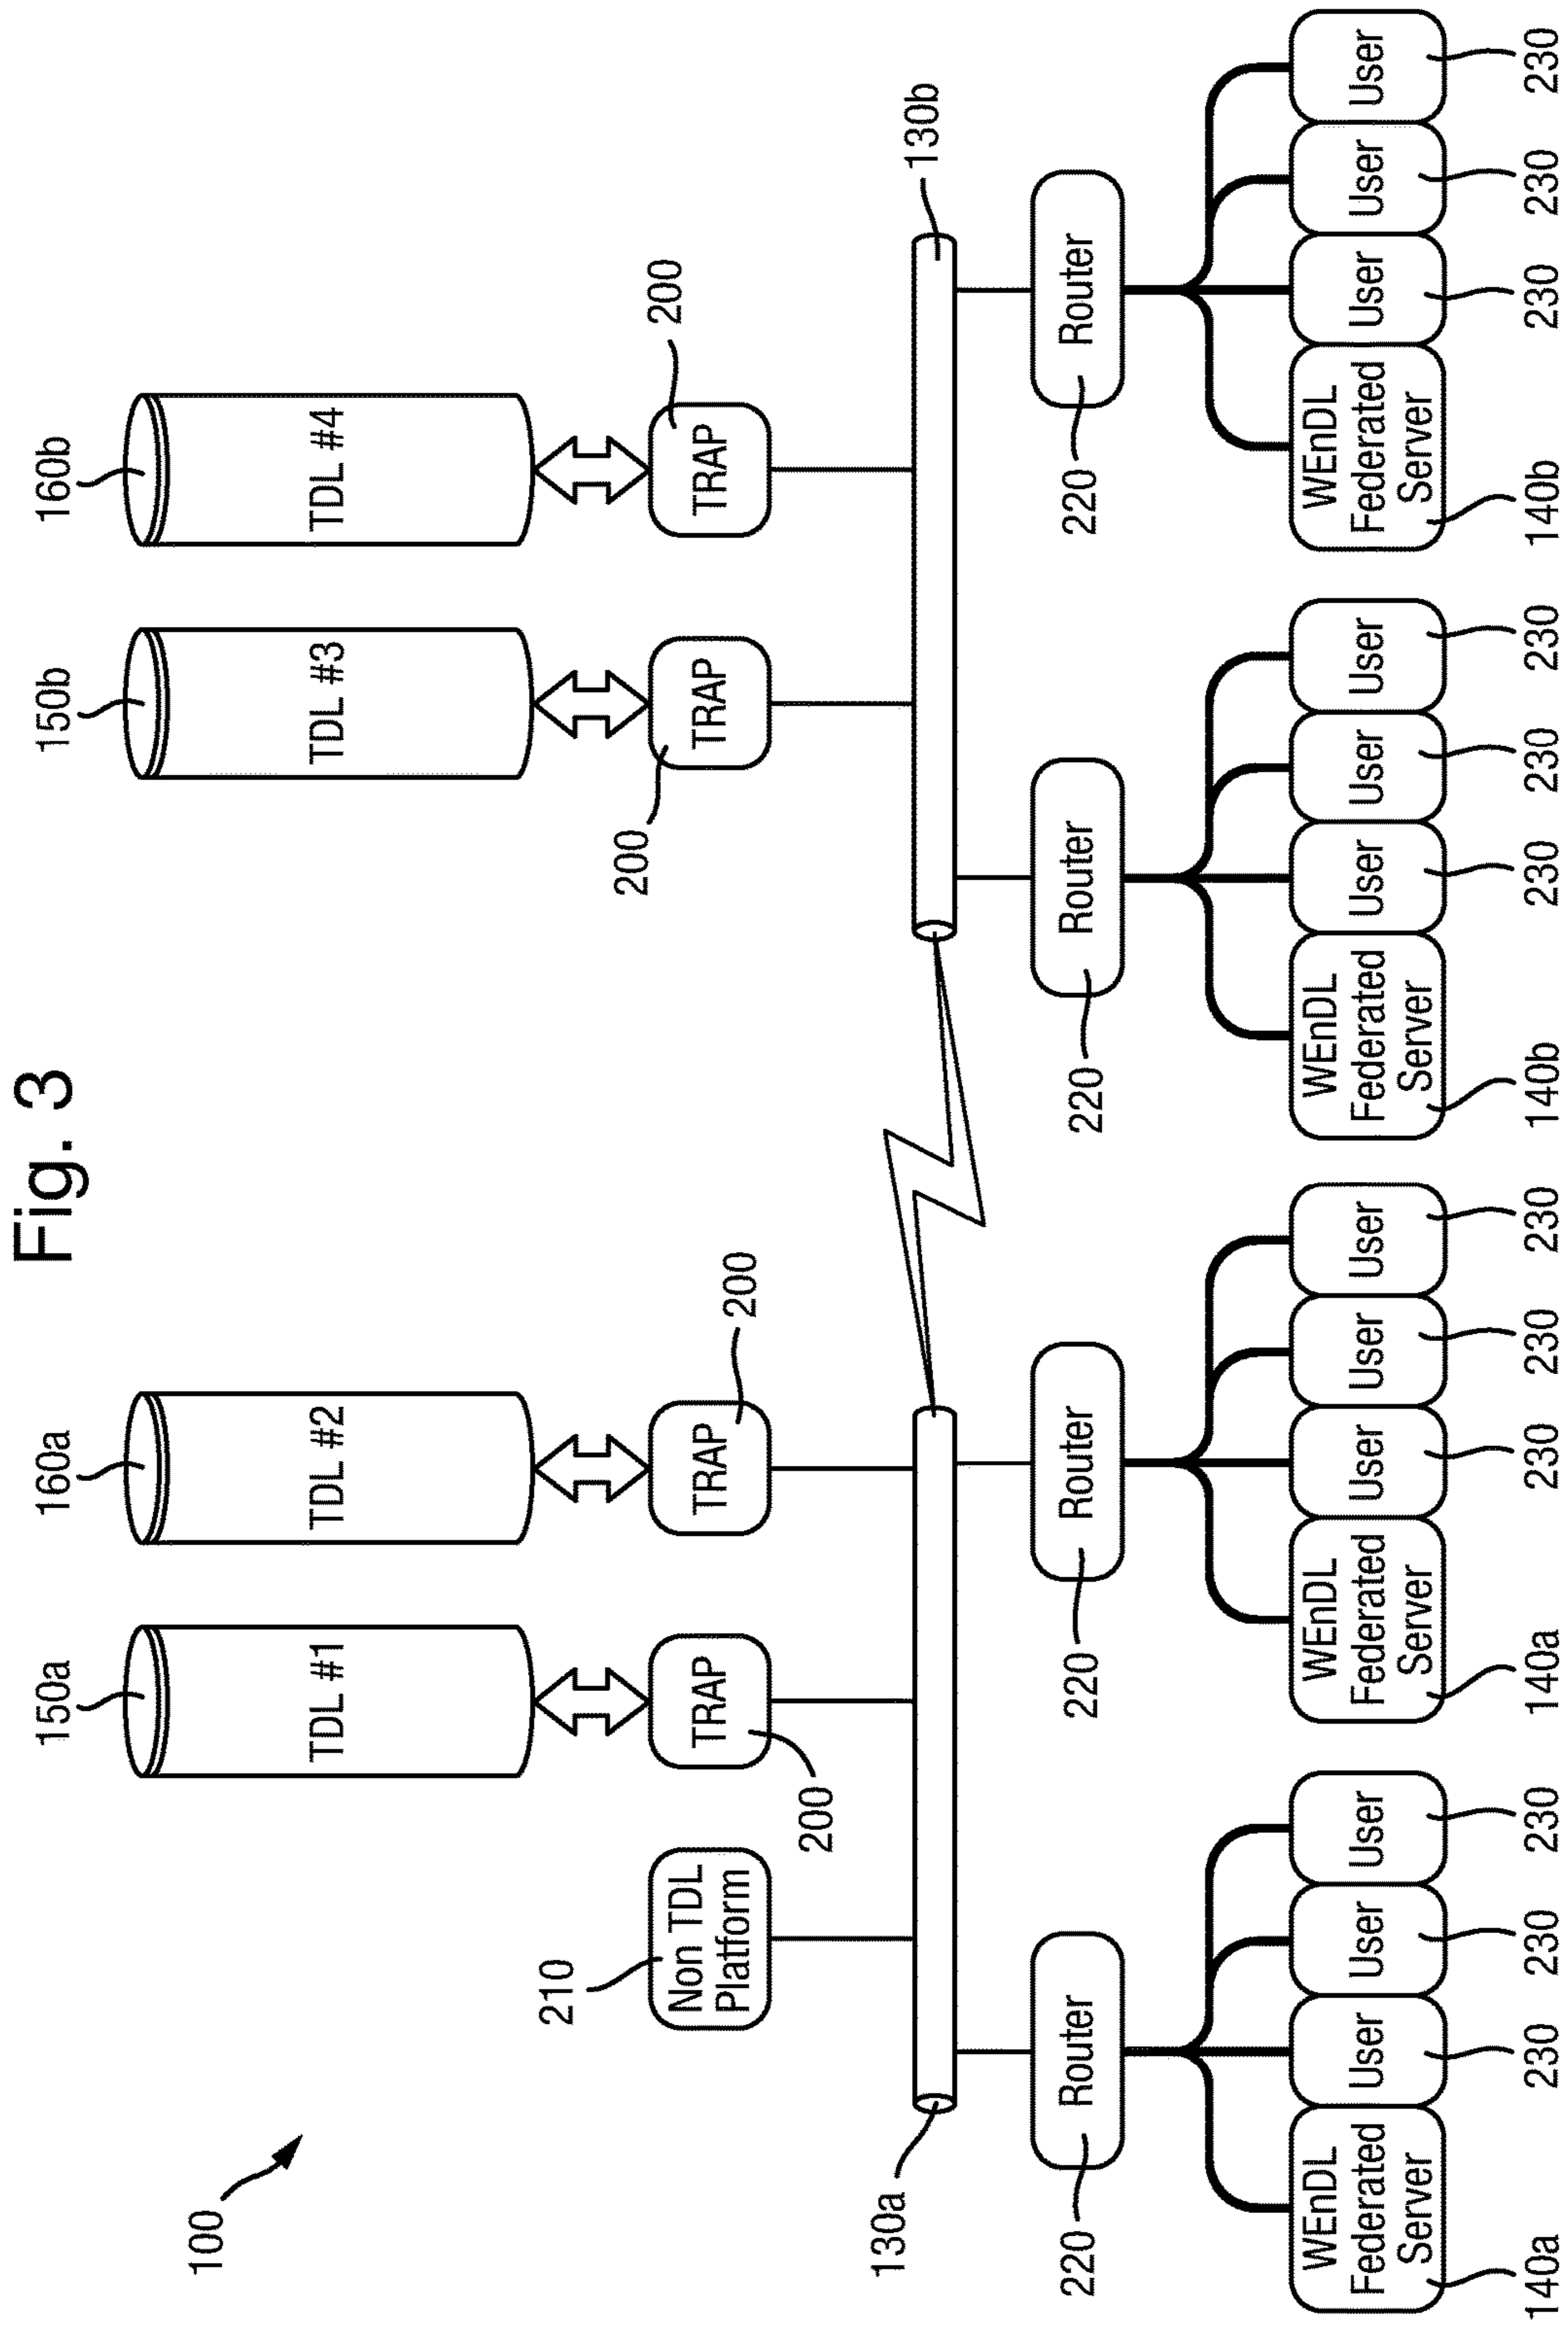 Fig. 3
100
150a
160a
150b
160b
TDL #1
TDL #2
TDL #3
TDL #4
210
Non TDL
Platform
TRAP
200
TRAP
200
TRAP
200
TRAP
200
130a
130b
Router
220
Router
220
Router
220
Router
220
WEnDL
Federated
Server
User
User
User
WEnDL
Federated
Server
User
User
User
WEnDL
Federated
Server
User
User
User
WEnDL
Federated
Server
User
User
User
140a
230
230
230
140a
230
230
230
140b
230
230
230
140b
230
230
230